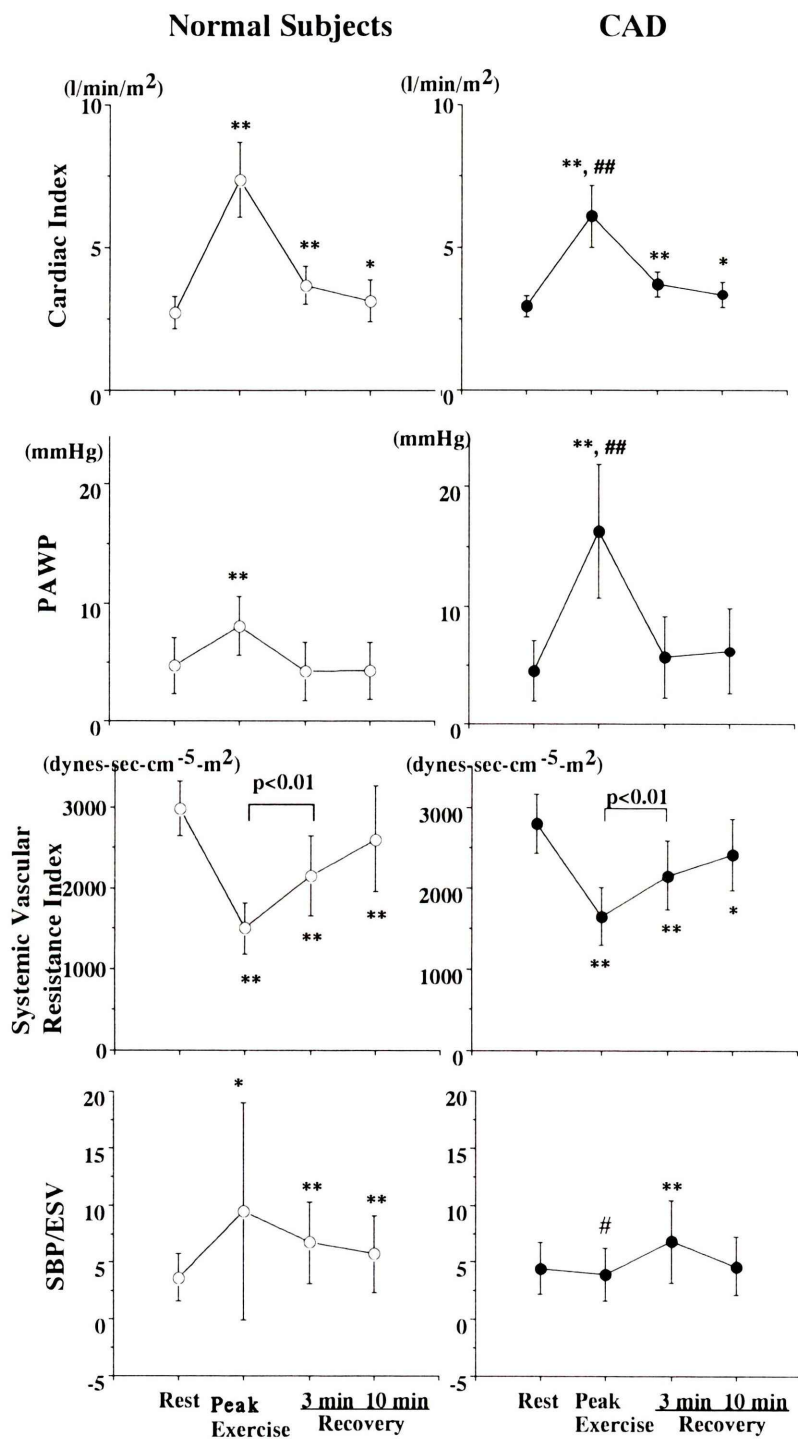 Normal Subjects CAD
(l/min/m2) (l/min/m2)
10 10
** **, ##
Cardiac Index
5 ** * 5 ** *
0 0
(mmHg) (mmHg)
**, ##
20 20
PAWP
** 
10 10
0 0
(dynes-sec-cm-5-m2) (dynes-sec-cm-5-m2)
p<0.01 p<0.01
3000 3000
Systemic Vascular
Resistance Index
2000 2000
** ** ** ** ** *
1000 1000
0 0
20 * 20
15 15
** ** **
10 10
SBP/ESV
#
5 5
0 0
-5 -5
Rest Peak 3 min 10 min Rest Peak 3 min 10 min
Exercise Recovery Exercise Recovery